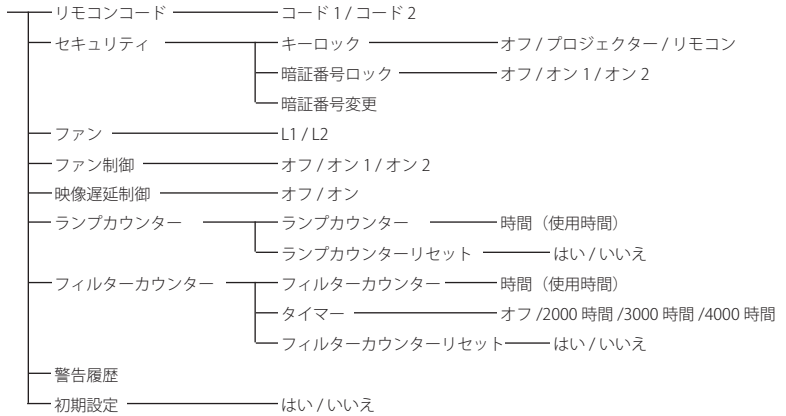 リモコンコード コード 1 / コード 2
セキュリティ キーロック オフ / プロジェクター / リモコン
暗証番号ロック オフ / オン 1 / オン 2
暗証番号変更
ファン L1 / L2
ファン制御 オフ / オン 1 / オン 2
映像遅延制御 オフ / オン
ランプカウンター ランプカウンター 時間（使用時間）
ランプカウンターリセット はい / いいえ
フィルターカウンター フィルターカウンター 時間（使用時間）
タイマー オフ /2000 時間 /3000 時間 /4000 時間
フィルターカウンターリセット はい / いいえ
警告履歴
初期設定 はい / いいえ